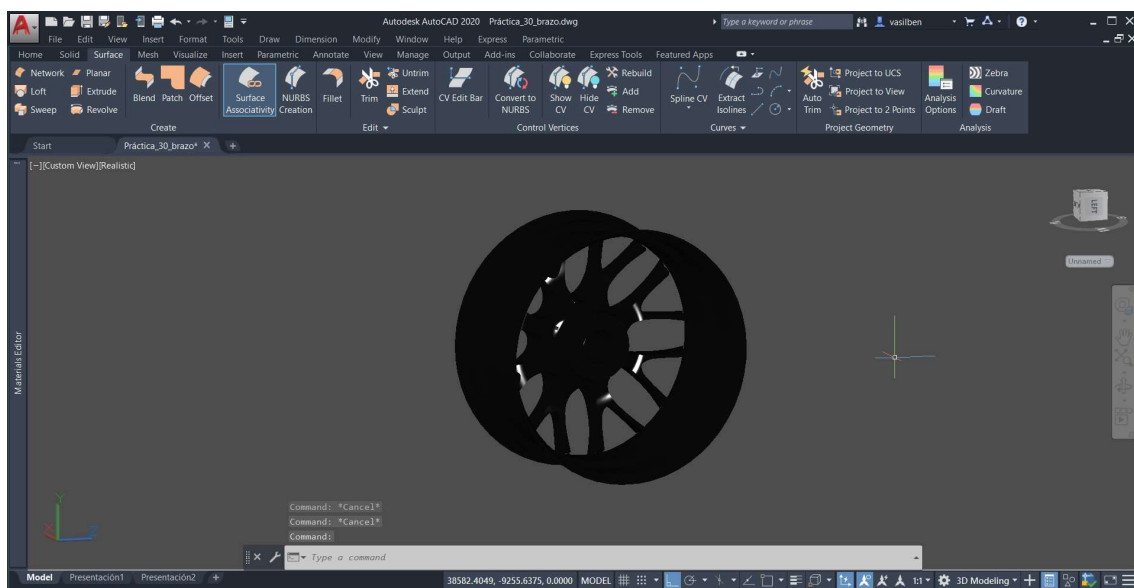 Autodesk AutoCAD 2020 Práctica_30_brazo.dwg
Type a keyword or phrase
vasilben
File Edit View Insert Format Tools Draw Dimension Modify Window Help Express Parametric
Home Solid Surface Mesh Visualize Insert Parametric Annotate View Manage Output Add-ins Collaborate Express Tools Featured Apps
Network Planar
Loft Extrude
Sweep Revolve
Blend Patch Offset
Surface Associativity
NURBS Creation
Fillet
Trim
Untrim
Extend
Sculpt
CV Edit Bar
Convert to NURBS
Show CV
Hide CV
Rebuild
Add
Remove
Spline CV
Extract Isolines
Auto Trim
Project to UCS
Project to View
Project to 2 Points
Analysis Options
Zebra
Curvature
Draft
Create Edit Control Vertices Curves Project Geometry Analysis
Start Práctica_30_brazo*
[−][Custom View][Realistic]
LEFT
Unnamed
Materials Editor
Y
X
Z
Command: *Cancel*
Command: *Cancel*
Command:
Type a command
Model Presentación1 Presentación2 +
38582.4049, -9255.6375, 0.0000 MODEL 1:1 3D Modeling